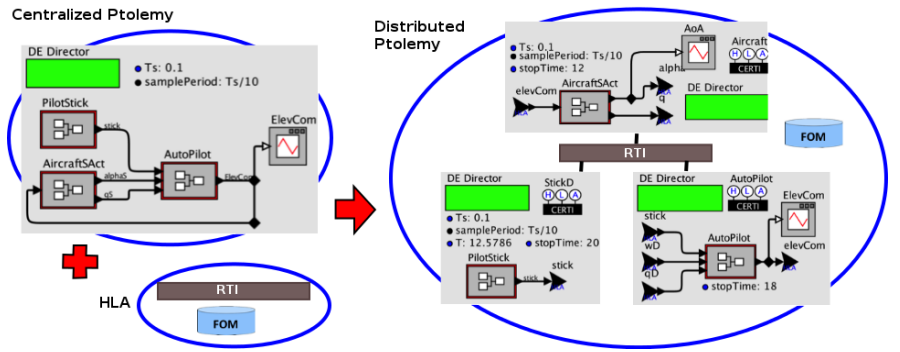 Centralized Ptolemy
DE Director
Ts: 0.1
samplePeriod: Ts/10
PilotStick
stick
ElevCom
AircraftSAct
alphaS
qS
AutoPilot
ElevCom
HLA
RTI
FOM
Distributed
Ptolemy
Ts: 0.1
samplePeriod: Ts/10
stopTime: 12
AoA
Aircraft
H L A
CERTI
elevCom
AircraftSAct
alpha
q
DE Director
FOM
RTI
DE Director
StickD
H L A
CERTI
Ts: 0.1
samplePeriod: Ts/10
T: 12.5786
stopTime: 20
PilotStick
stick
stick
DE Director
AutoPilot
H L A
CERTI
ElevCom
stick
wD
qD
AutoPilot
elevCom
stopTime: 18